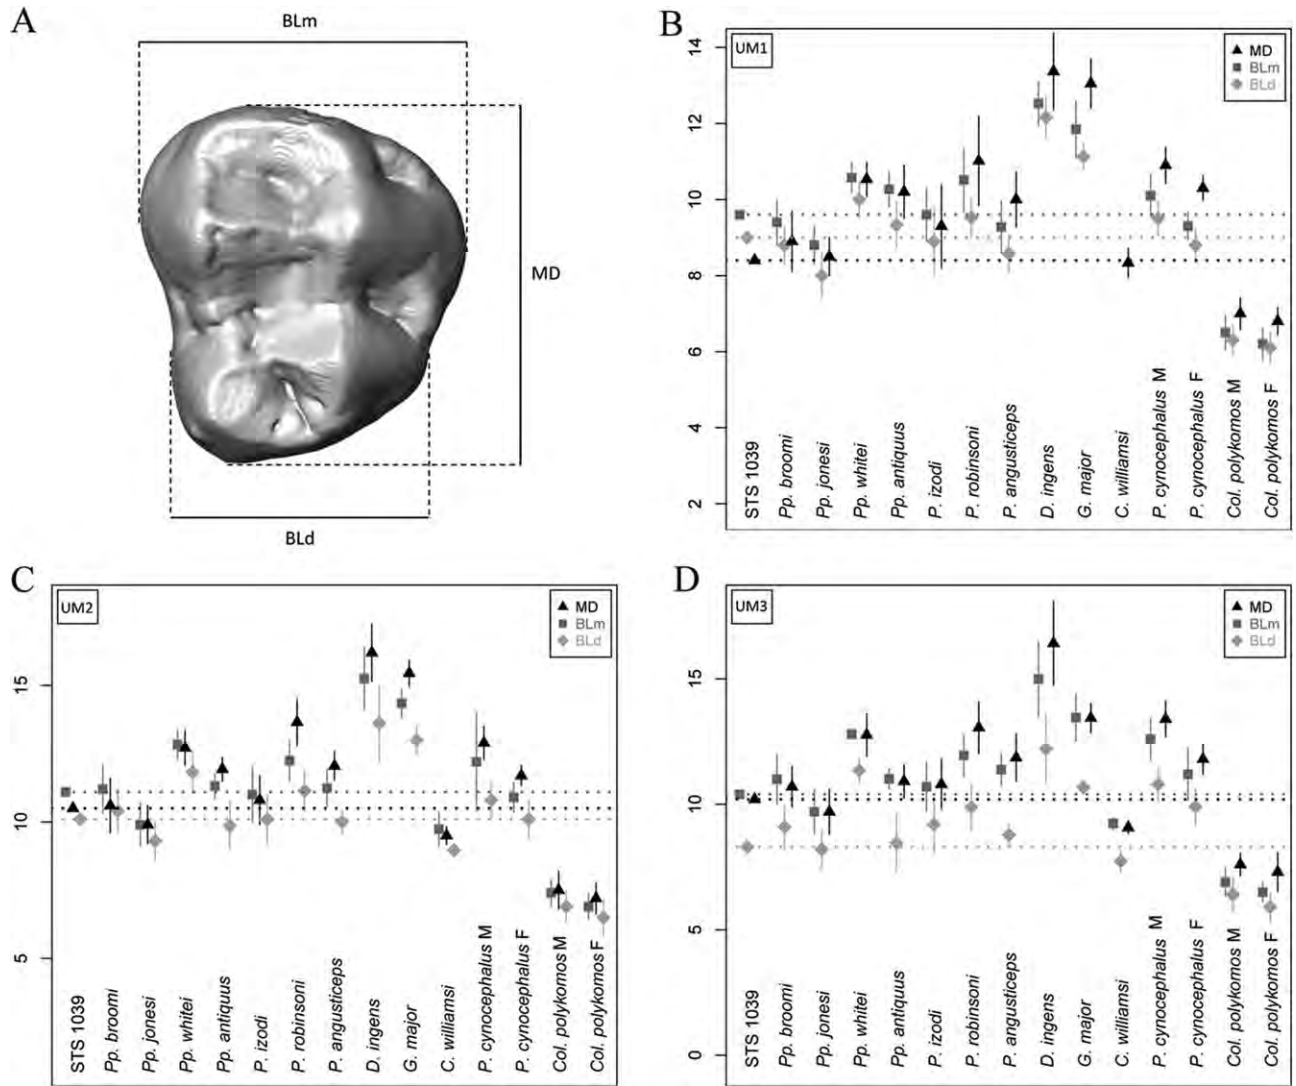 A
BLm
MD
BLd
B
UM1
MD
BLm
BLd
14
12
10
8
6
4
2
STS 1039
Pp. broomi
Pp. jonesi
Pp. whitei
Pp. antiquus
P. izodi
P. robinsoni
P. angusticeps
D. ingens
G. major
C. williamsi
P. cynocephalus M
P. cynocephalus F
Col. polykomos M
Col. polykomos F
C
UM2
MD
BLm
BLd
15
10
5
STS 1039
Pp. broomi
Pp. jonesi
Pp. whitei
Pp. antiquus
P. izodi
P. robinsoni
P. angusticeps
D. ingens
G. major
C. williamsi
P. cynocephalus M
P. cynocephalus F
Col. polykomos M
Col. polykomos F
D
UM3
MD
BLm
BLd
15
10
5
0
STS 1039
Pp. broomi
Pp. jonesi
Pp. whitei
Pp. antiquus
P. izodi
P. robinsoni
P. angusticeps
D. ingens
G. major
C. williamsi
P. cynocephalus M
P. cynocephalus F
Col. polykomos M
Col. polykomos F